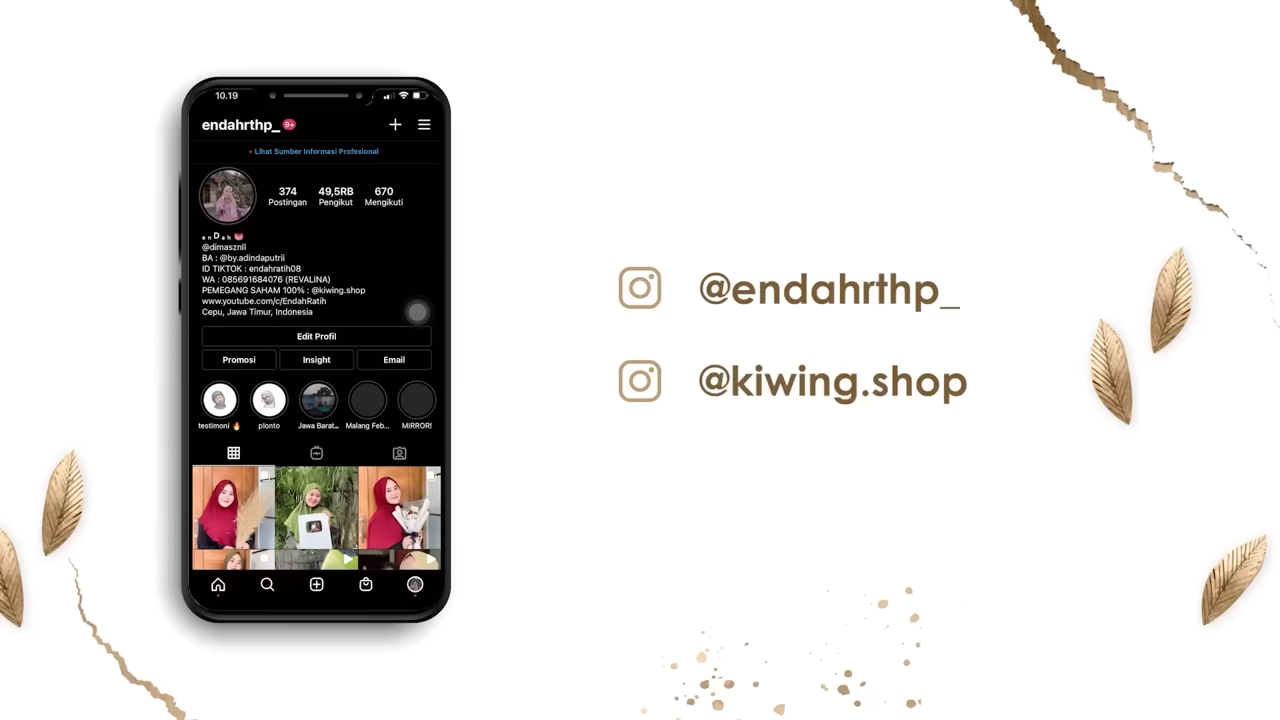 10.19
endahrthp_ 9+
• Lihat Sumber Informasi Profesional
374 49,5RB 670
Postingan Pengikut Mengikuti
ₑ ₙ D ₐ ₕ
@dimasznll
BA : @by.adindaputrii
ID TIKTOK : endahratih08
WA : 085691684076 (REVALINA)
PEMEGANG SAHAM 100% : @kiwing.shop
www.youtube.com/c/EndahRatih
Cepu, Jawa Timur, Indonesia
Edit Profil
Promosi Insight Email
testimoni 🔥 plonto Jawa Barat... Malang Feb... MIRROR!
@endahrthp_
@kiwing.shop